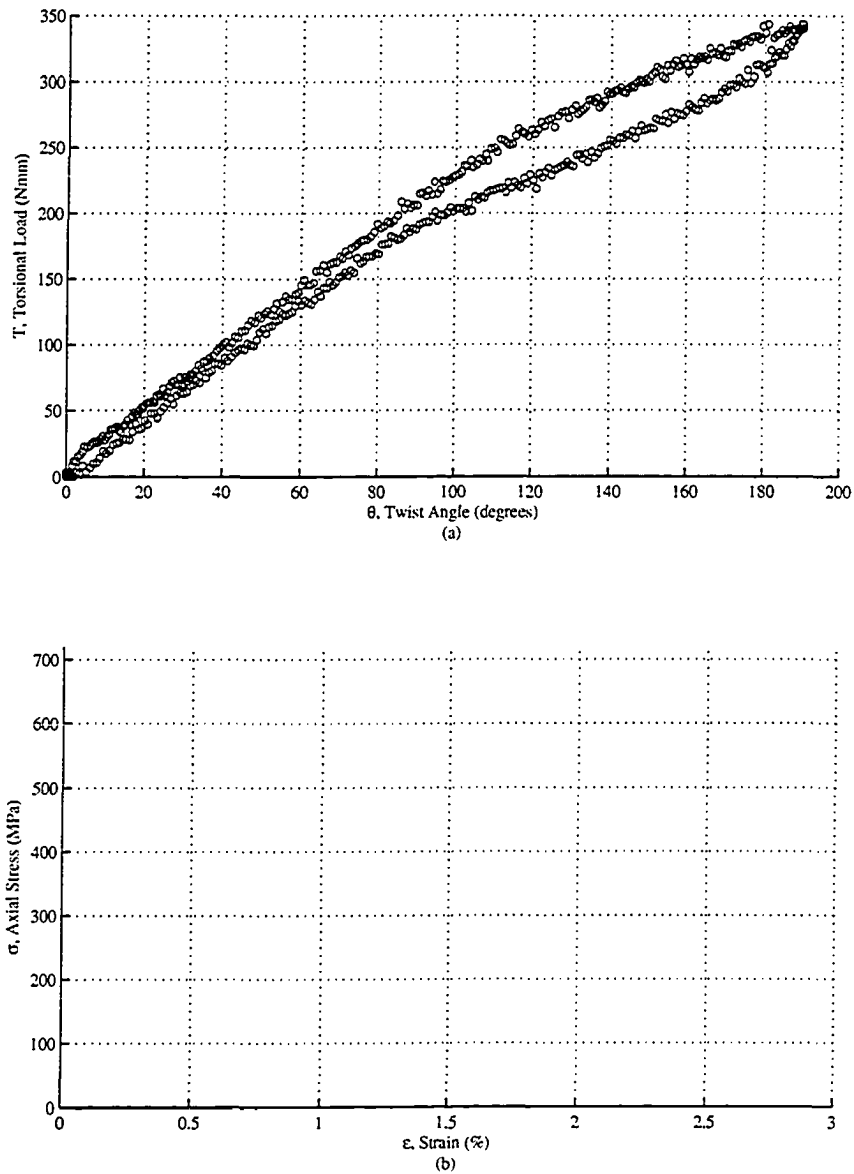 350
300
250
200
150
100
50
0
T, Torsional Load (Nmm)
0 20 40 60 80 100 120 140 160 180 200
θ, Twist Angle (degrees)
(a)
700
600
500
400
300
200
100
0
σ, Axial Stress (MPa)
0 0.5 1 1.5 2 2.5 3
ε, Strain (%)
(b)